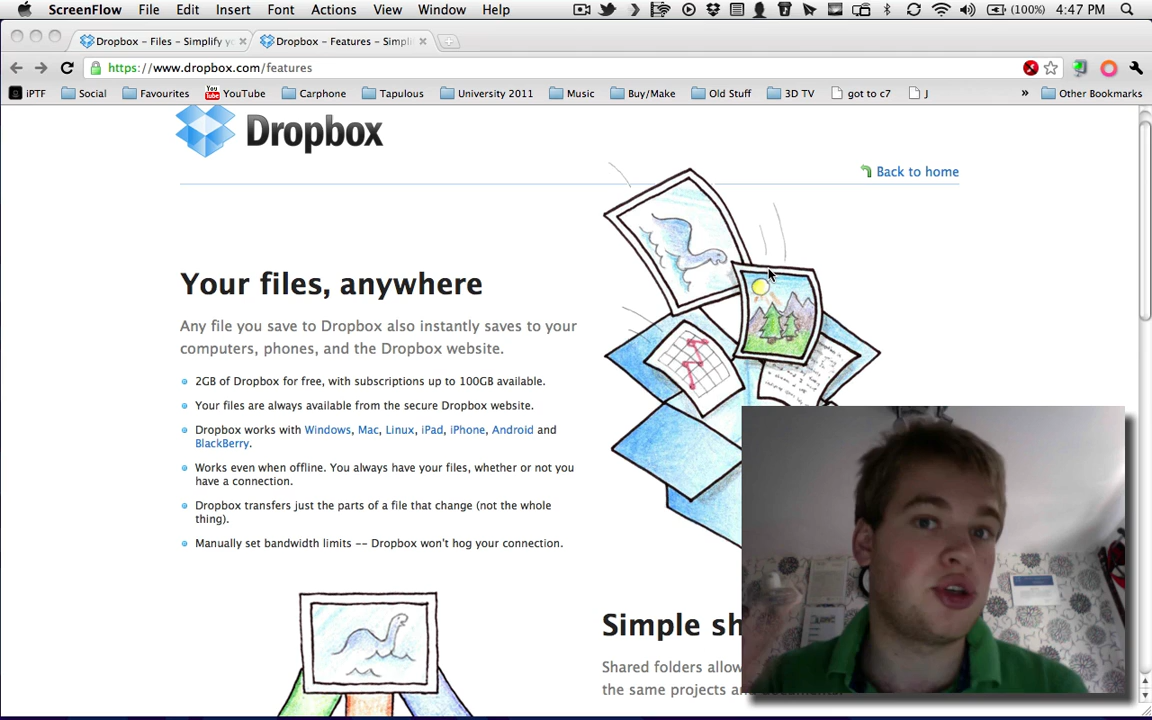 ScreenFlow File Edit Insert Font Actions View Window Help (100%) 4:47 PM
Dropbox – Files – Simplify yo Dropbox – Features – Simpli
https://www.dropbox.com/features
iPTF Social Favourites You Tube YouTube Carphone Tapulous University 2011 Music Buy/Make Old Stuff 3D TV got to c7 J » Other Bookmarks
Dropbox
Back to home
Your files, anywhere
Any file you save to Dropbox also instantly saves to your
computers, phones, and the Dropbox website.
2GB of Dropbox for free, with subscriptions up to 100GB available.
Your files are always available from the secure Dropbox website.
Dropbox works with Windows, Mac, Linux, iPad, iPhone, Android and
BlackBerry.
Works even when offline. You always have your files, whether or not you
have a connection.
Dropbox transfers just the parts of a file that change (not the whole
thing).
Manually set bandwidth limits -- Dropbox won't hog your connection.
Simple sh
Shared folders allow
the same projects an